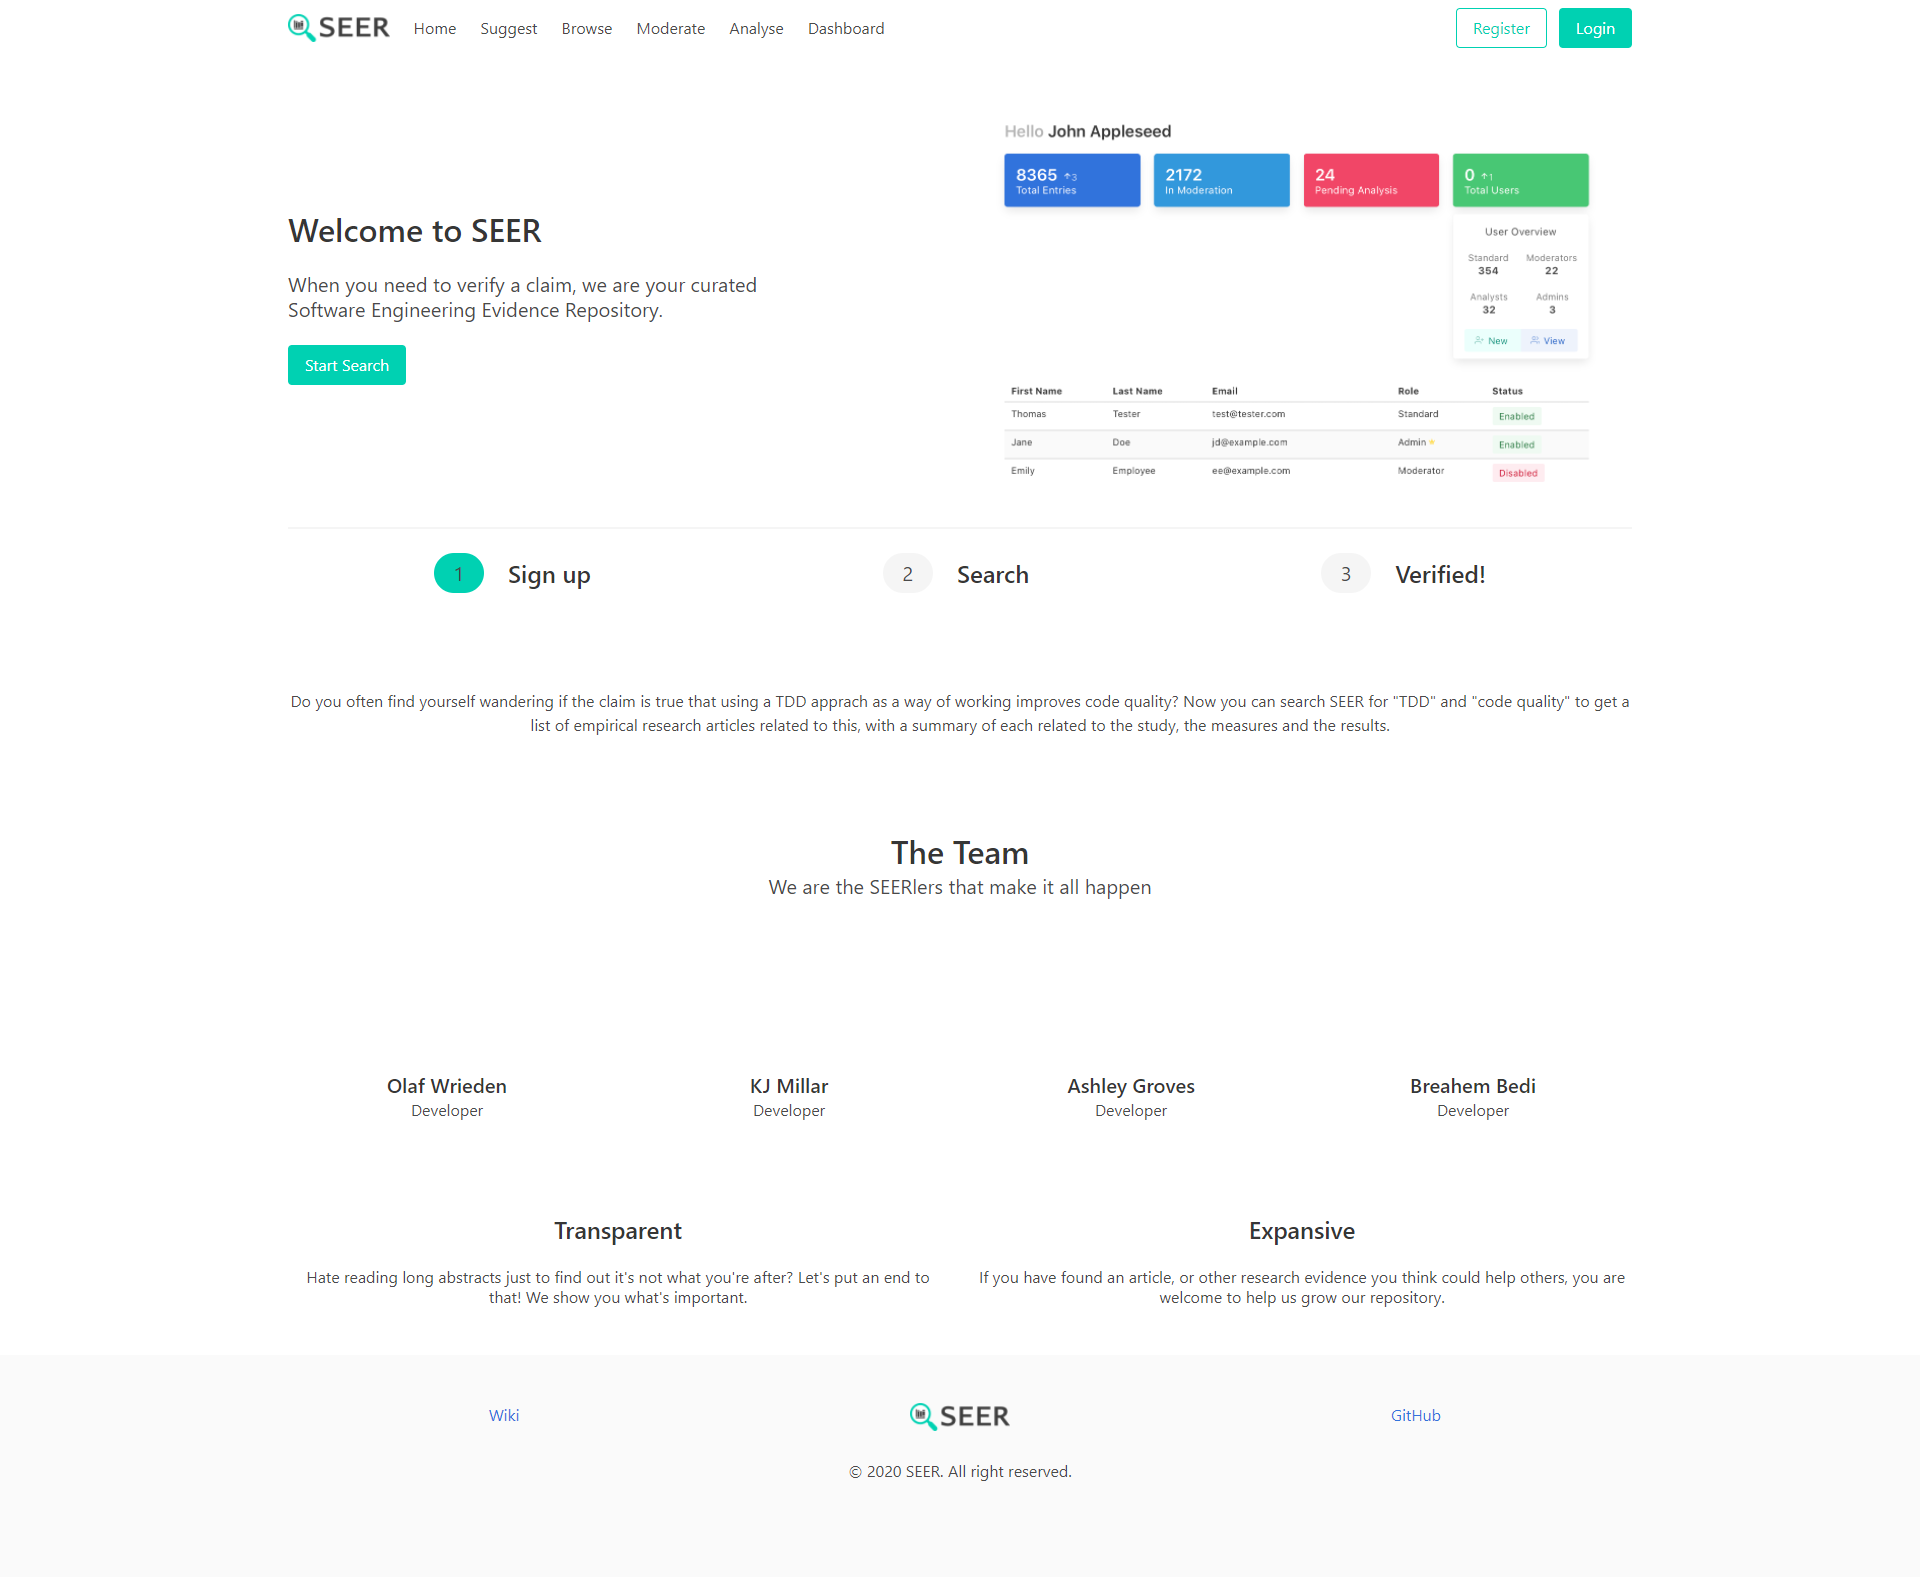 SEER Home Suggest Browse Moderate Analyse Dashboard Register Login
Hello John Appleseed
8365 ↑3 2172 24 0 ↑1
Total Entries In Moderation Pending Analysis Total Users
User Overview
Standard Moderators
354 22
Analysts Admins
32 3
New View
First Name Last Name Email Role Status
Thomas Tester test@tester.com Standard Enabled
Jane Doe jd@example.com Admin Enabled
Emily Employee ee@example.com Moderator Disabled
Welcome to SEER
When you need to verify a claim, we are your curated
Software Engineering Evidence Repository.
Start Search
1 Sign up 2 Search 3 Verified!
Do you often find yourself wandering if the claim is true that using a TDD apprach as a way of working improves code quality? Now you can search SEER for "TDD" and "code quality" to get a
list of empirical research articles related to this, with a summary of each related to the study, the measures and the results.
The Team
We are the SEERlers that make it all happen
Olaf Wrieden KJ Millar Ashley Groves Breahem Bedi
Developer Developer Developer Developer
Transparent
Hate reading long abstracts just to find out it's not what you're after? Let's put an end to
that! We show you what's important.
Expansive
If you have found an article, or other research evidence you think could help others, you are
welcome to help us grow our repository.
Wiki SEER GitHub
© 2020 SEER. All right reserved.